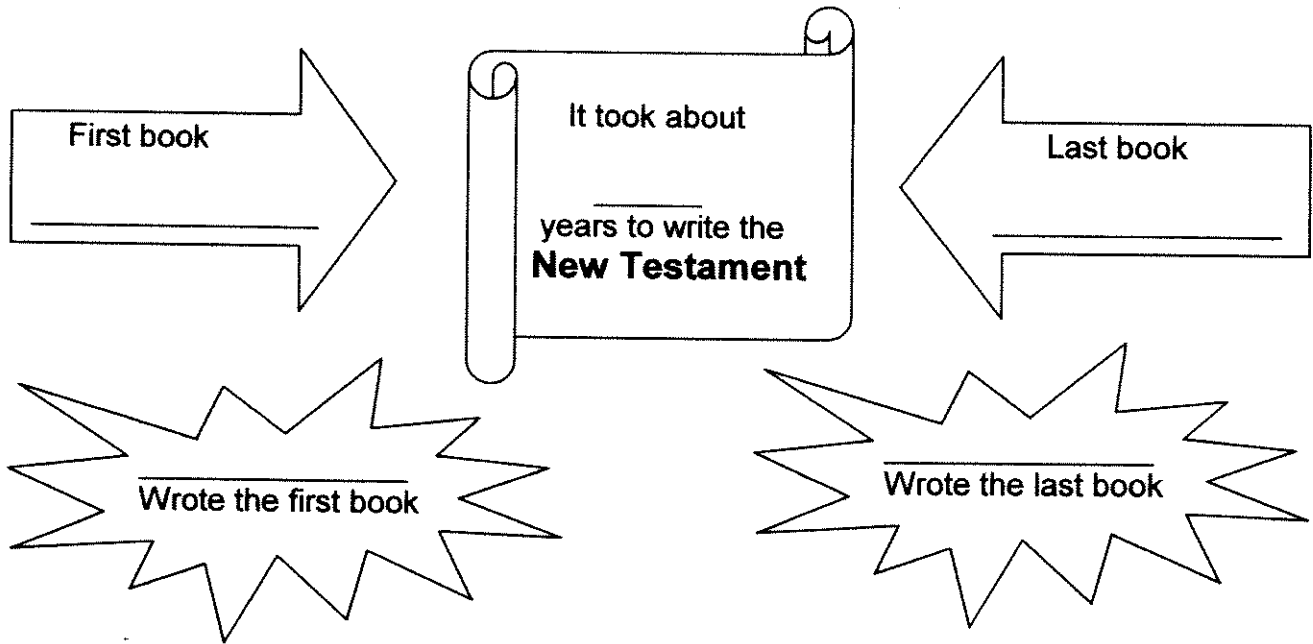 First book
It took about
years to write the
New Testament
Last book
Wrote the first book
Wrote the last book